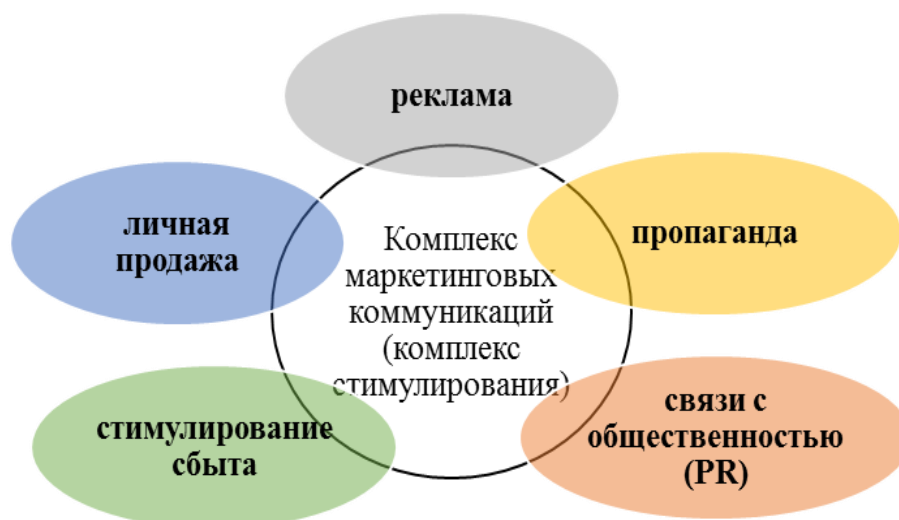 реклама
личная
продажа
пропаганда
Комплекс
маркетинговых
коммуникаций
(комплекс
стимулирования)
стимулирование
сбыта
связи с
общественностью
(PR)